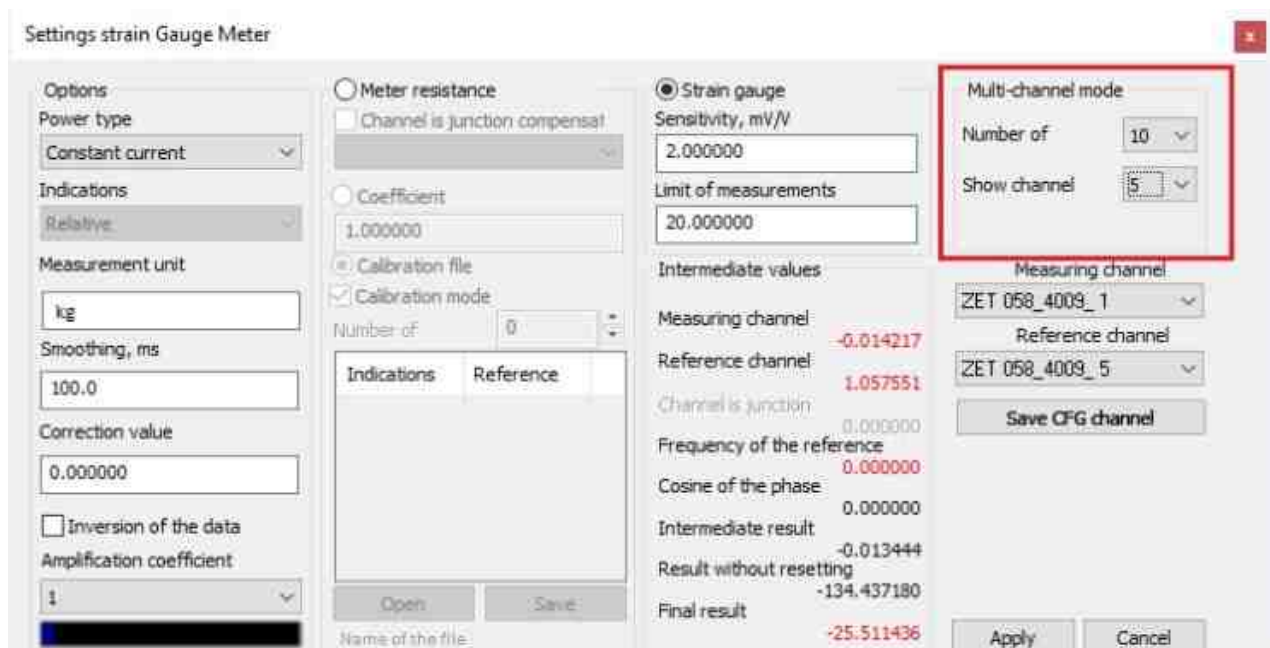 Settings strain Gauge Meter
x
Options
Power type
Constant current
Indications
Relative
Measurement unit
kg
Smoothing, ms
100.0
Correction value
0.000000
Inversion of the data
Amplification coefficient
1
Meter resistance
Channel is junction compensat
Coefficient
1.000000
Calibration file
Calibration mode
Number of 0
Indications Reference
Open Save
Name of the file
Strain gauge
Sensitivity, mV/V
2.000000
Limit of measurements
20.000000
Intermediate values
Measuring channel
-0.014217
Reference channel
1.057551
Channel is junction
0.000000
Frequency of the reference
0.000000
Cosine of the phase
0.000000
Intermediate result
-0.013444
Result without resetting
-134.437180
Final result
-25.511436
Multi-channel mode
Number of 10
Show channel 5
Measuring channel
ZET 058_4009_ 1
Reference channel
ZET 058_4009_ 5
Save CFG channel
Apply Cancel